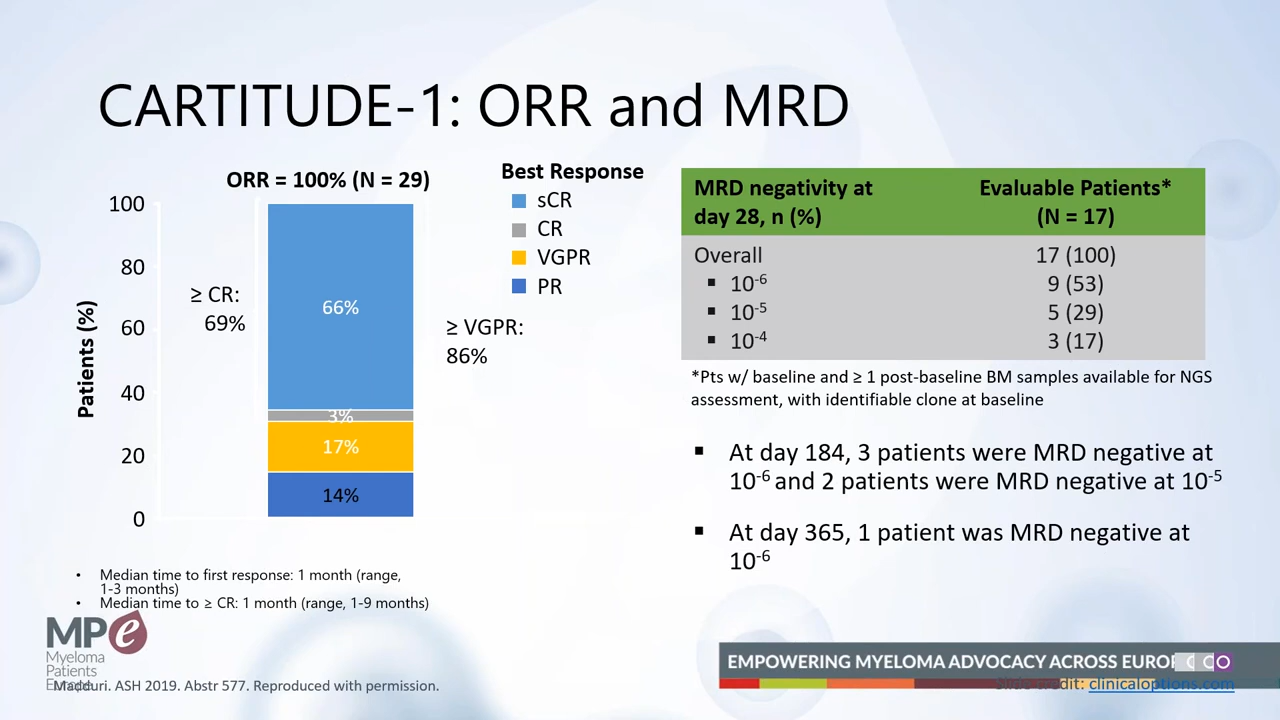 CARTITUDE-1: ORR and MRD
ORR = 100% (N = 29)
Best Response
sCR
CR
VGPR
PR
Patients (%)
100
80
60
40
20
0
≥ CR:
69%
66%
3%
17%
14%
≥ VGPR:
86%
• Median time to first response: 1 month (range,
1-3 months)
• Median time to ≥ CR: 1 month (range, 1-9 months)
MRD negativity at Evaluable Patients*
day 28, n (%) (N = 17)
Overall 17 (100)
▪ 10⁻⁶ 9 (53)
▪ 10⁻⁵ 5 (29)
▪ 10⁻⁴ 3 (17)
*Pts w/ baseline and ≥ 1 post-baseline BM samples available for NGS
assessment, with identifiable clone at baseline
▪ At day 184, 3 patients were MRD negative at
10⁻⁶ and 2 patients were MRD negative at 10⁻⁵
▪ At day 365, 1 patient was MRD negative at
10⁻⁶
MPe
Myeloma
Patients
Europe
Madduri. ASH 2019. Abstr 577. Reproduced with permission.
EMPOWERING MYELOMA ADVOCACY ACROSS EUROP
CCO
Slide credit: clinicaloptions.com